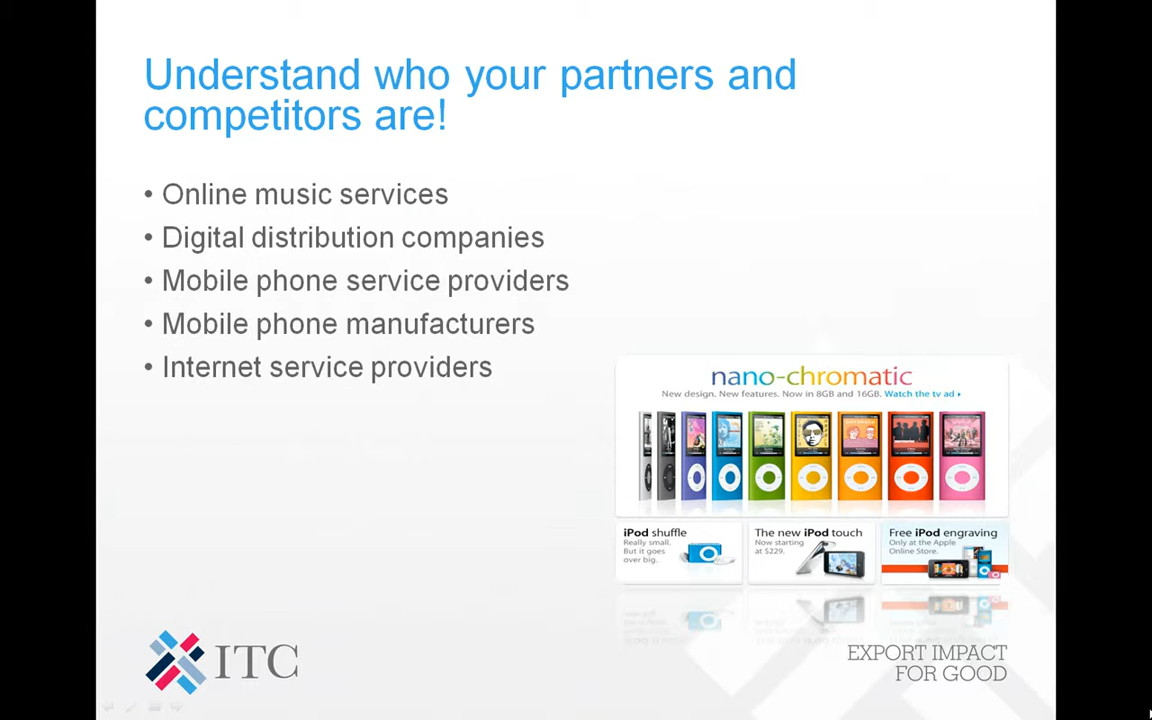 Understand who your partners and
competitors are!
• Online music services
• Digital distribution companies
• Mobile phone service providers
• Mobile phone manufacturers
• Internet service providers
nano-chromatic
New design. New features. Now in 8GB and 16GB. Watch the tv ad ▸
iPod shuffle
Really small.
But it goes
over big.
The new iPod touch
Now starting
at $229.
Free iPod engraving
Only at the Apple
Online Store.
ITC
EXPORT IMPACT
FOR GOOD